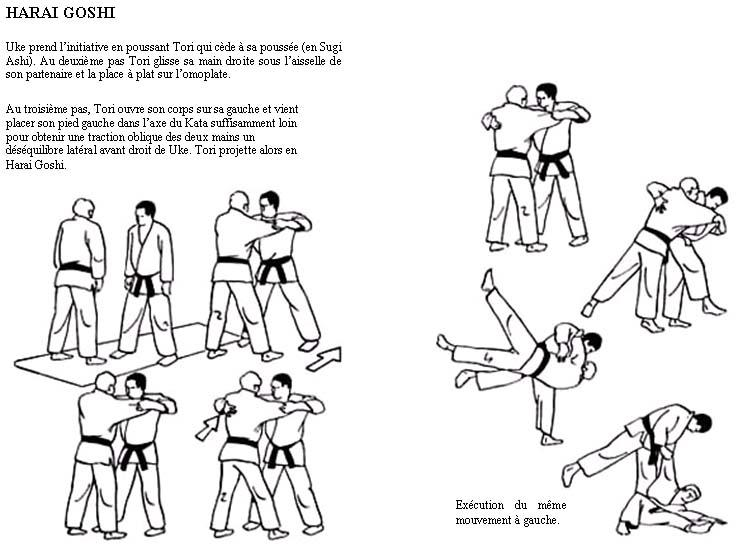 HARAI GOSHI
Uke prend l’initiative en poussant Tori qui cède à sa poussée (en Sugi
Ashi). Au deuxième pas Tori glisse sa main droite sous l’aisselle de
son partenaire et la place à plat sur l’omoplate.
Au troisième pas, Tori ouvre son corps sur sa gauche et vient
placer son pied gauche dans l’axe du Kata suffisamment loin
pour obtenir une traction oblique des deux mains un
déséquilibre latéral avant droit de Uke. Tori projette alors en
Harai Goshi.
Exécution du même
mouvement à gauche.